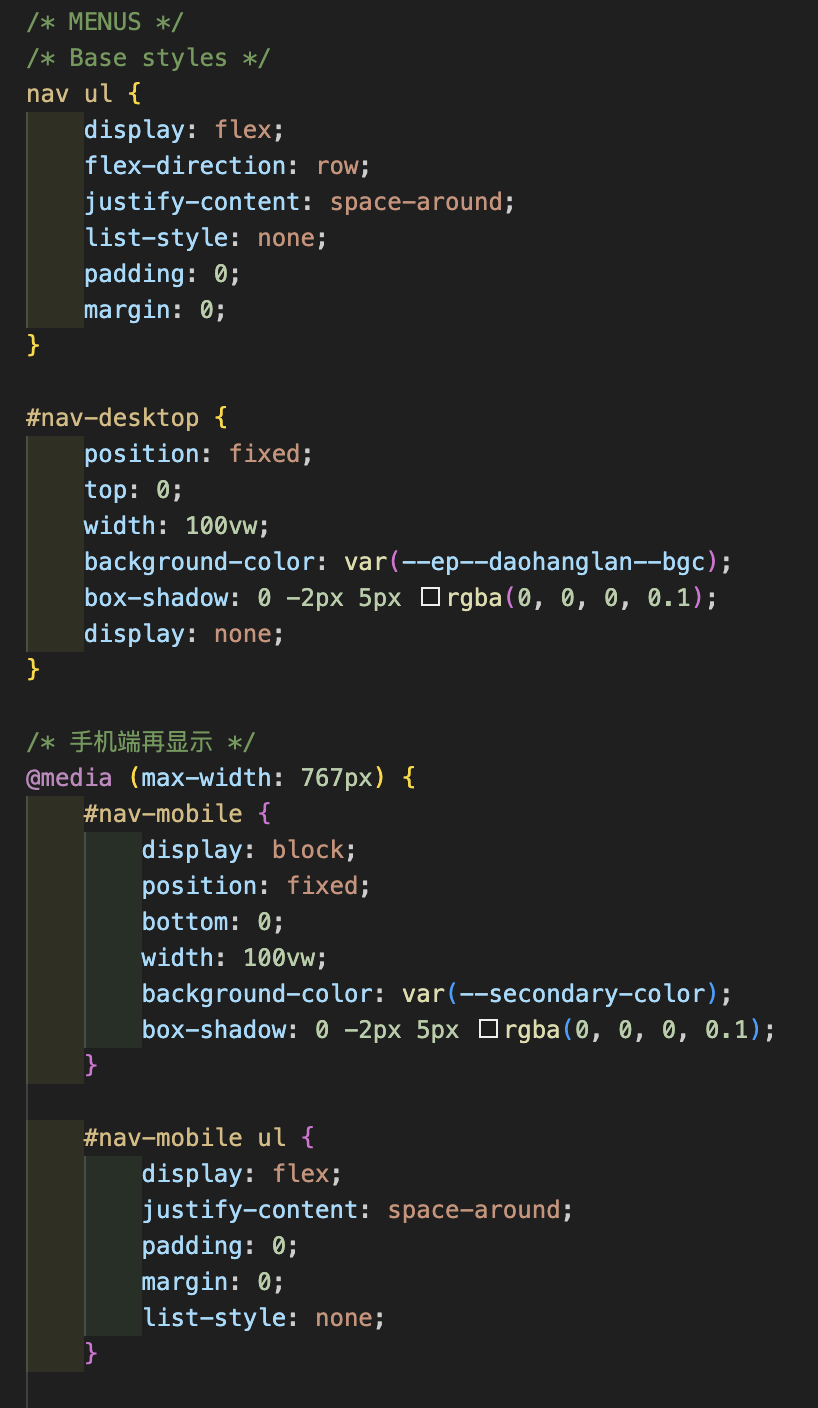 /* MENUS */
/* Base styles */
nav ul {
    display: flex;
    flex-direction: row;
    justify-content: space-around;
    list-style: none;
    padding: 0;
    margin: 0;
}

#nav-desktop {
    position: fixed;
    top: 0;
    width: 100vw;
    background-color: var(--ep--daohanglan--bgc);
    box-shadow: 0 -2px 5px rgba(0, 0, 0, 0.1);
    display: none;
}

/* 手机端再显示 */
@media (max-width: 767px) {
    #nav-mobile {
        display: block;
        position: fixed;
        bottom: 0;
        width: 100vw;
        background-color: var(--secondary-color);
        box-shadow: 0 -2px 5px rgba(0, 0, 0, 0.1);
    }

    #nav-mobile ul {
        display: flex;
        justify-content: space-around;
        padding: 0;
        margin: 0;
        list-style: none;
    }